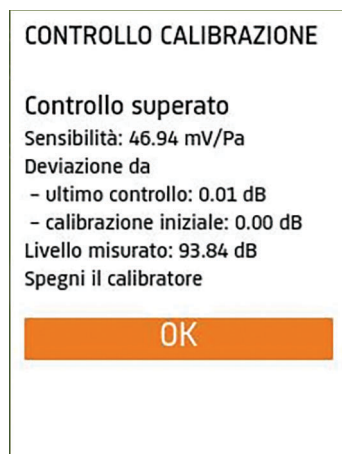 CONTROLLO CALIBRAZIONE
Controllo superato
Sensibilità: 46.94 mV/Pa
Deviazione da
– ultimo controllo: 0.01 dB
– calibrazione iniziale: 0.00 dB
Livello misurato: 93.84 dB
Spegni il calibratore
OK